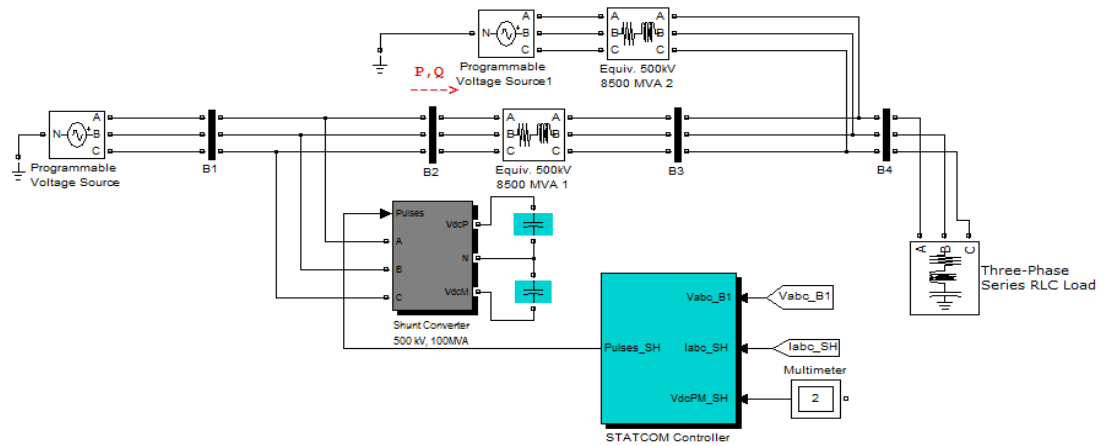 N
A
B
C
Programmable
Voltage Source1
A
B
C
A
B
C
Equiv. 500kV
8500 MVA 2
P,Q
N
A
B
C
Programmable
Voltage Source
B1
B2
A
B
C
A
B
C
Equiv. 500kV
8500 MVA 1
B3
B4
Pulses
A
B
C
VdcP
N
VdcM
Shunt Converter
500 kV, 100MVA
A
B
C
Three-Phase
Series RLC Load
Pulses_SH
Vabc_B1
Iabc_SH
VdcPM_SH
STATCOM Controller
Vabc_B1
Iabc_SH
Multimeter
2